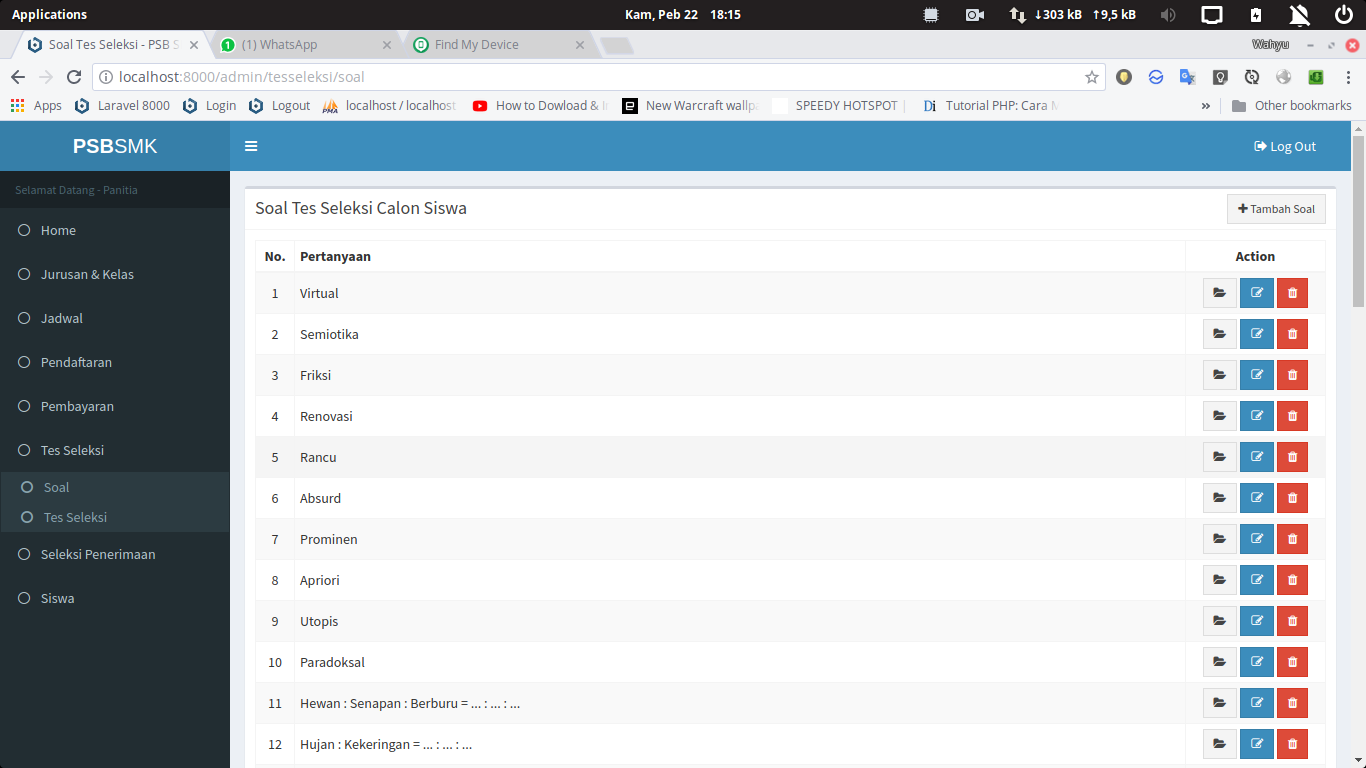 Applications Kam, Peb 22 18:15 ↓303 kB ↑9,5 kB
Soal Tes Seleksi - PSB S (1) WhatsApp Find My Device Wahyu
localhost:8000/admin/tesseleksi/soal
Apps Laravel 8000 Login Logout localhost / localhost How to Dowload & New Warcraft wallp SPEEDY HOTSPOT | Tutorial PHP: Cara » Other bookmarks
PSBSMK Log Out
Selamat Datang - Panitia
Home
Jurusan & Kelas
Jadwal
Pendaftaran
Pembayaran
Tes Seleksi
Soal
Tes Seleksi
Seleksi Penerimaan
Siswa
Soal Tes Seleksi Calon Siswa Tambah Soal
No. Pertanyaan Action
1 Virtual
2 Semiotika
3 Friksi
4 Renovasi
5 Rancu
6 Absurd
7 Prominen
8 Apriori
9 Utopis
10 Paradoksal
11 Hewan : Senapan : Berburu = ... : ... : ...
12 Hujan : Kekeringan = ... : ... : ...